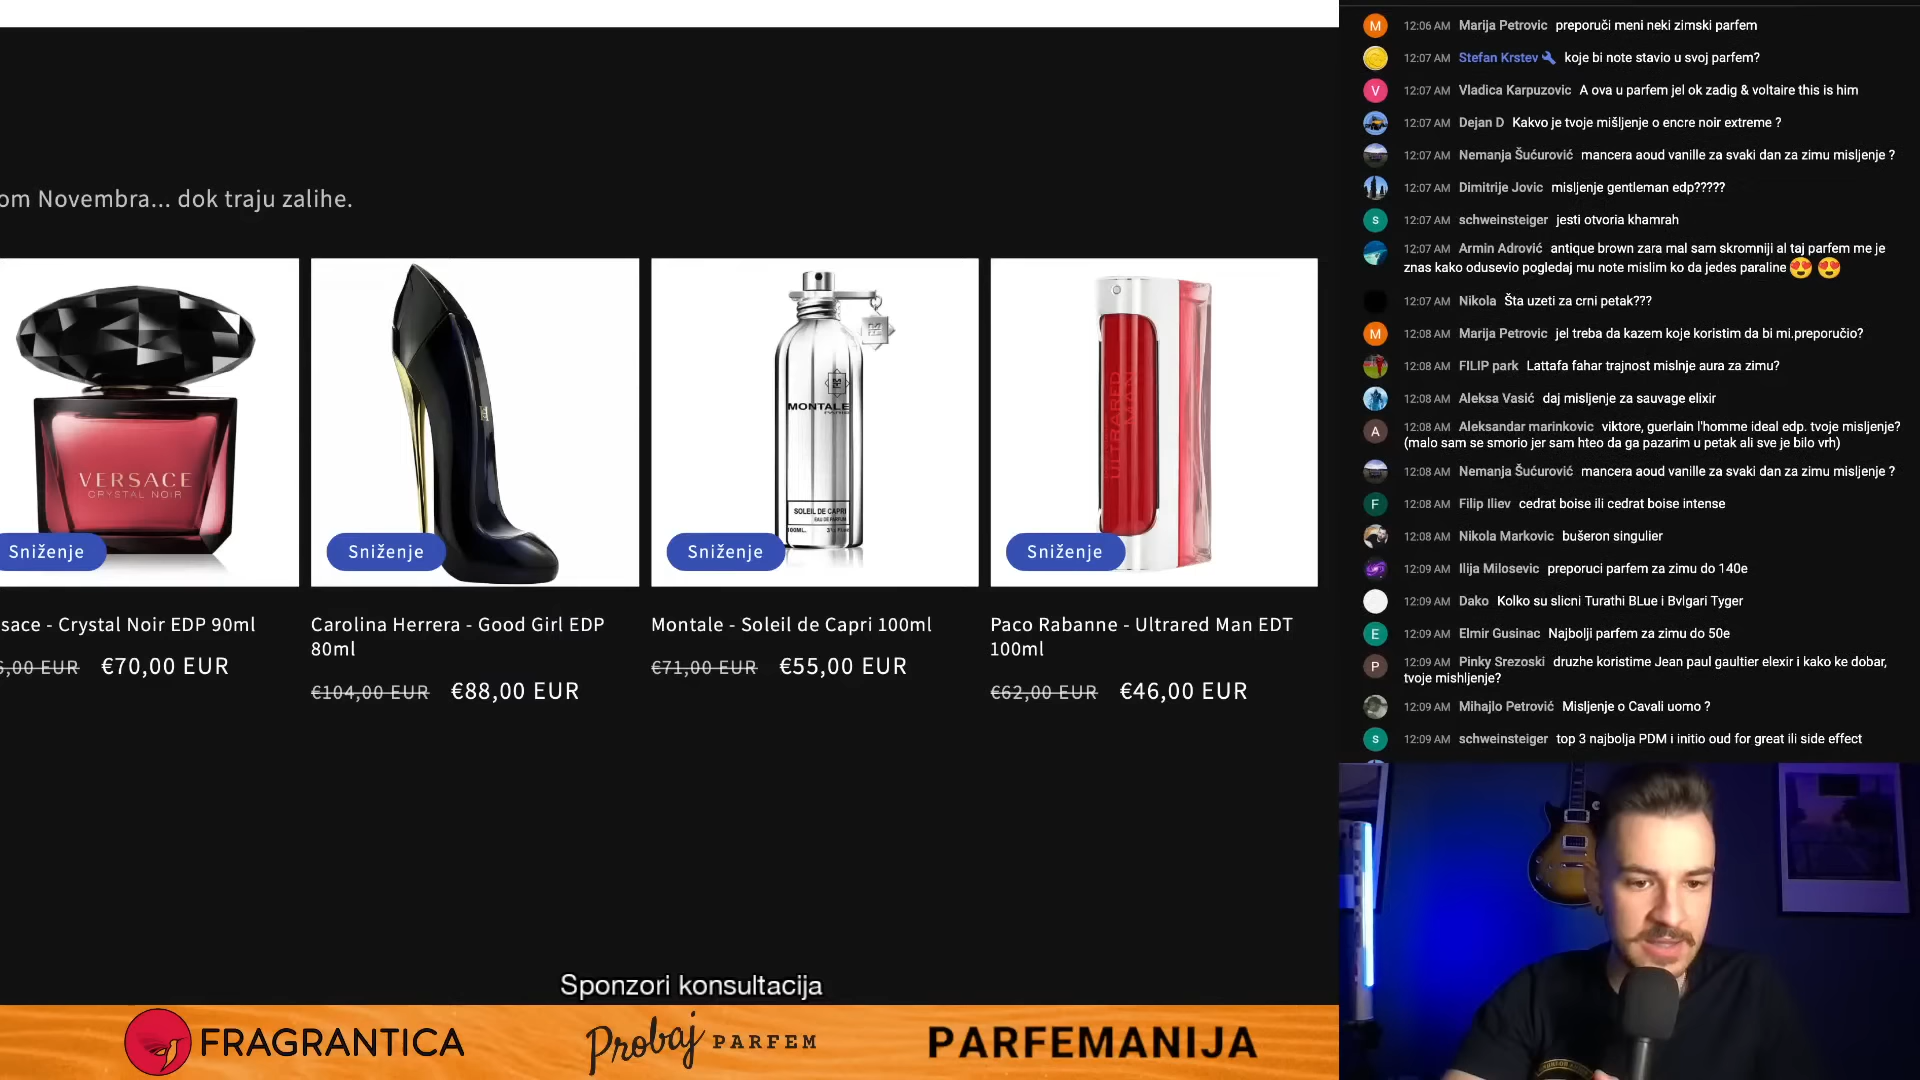 om Novembra... dok traju zalihe.
VERSACE
CRYSTAL NOIR
MONTALE
PARIS
SOLEIL DE CAPRI
EAU DE PARFUM
100ML.
ULTRARED
MAN
Sniženje
Sniženje
Sniženje
Sniženje
sace - Crystal Noir EDP 90ml
5,00 EUR €70,00 EUR
Carolina Herrera - Good Girl EDP
80ml
€104,00 EUR €88,00 EUR
Montale - Soleil de Capri 100ml
€71,00 EUR €55,00 EUR
Paco Rabanne - Ultrared Man EDT
100ml
€62,00 EUR €46,00 EUR
Sponzori konsultacija
FRAGRANTICA
Probaj PARFEM
PARFEMANIJA
M 12:06 AM Marija Petrovic preporuči meni neki zimski parfem
12:07 AM Stefan Krstev koje bi note stavio u svoj parfem?
V 12:07 AM Vladica Karpuzovic A ova u parfem jel ok zadig & voltaire this is him
12:07 AM Dejan D Kakvo je tvoje mišljenje o encre noir extreme ?
12:07 AM Nemanja Šućurović mancera aoud vanille za svaki dan za zimu misljenje ?
12:07 AM Dimitrije Jovic misljenje gentleman edp?????
s 12:07 AM schweinsteiger jesti otvoria khamrah
12:07 AM Armin Adrović antique brown zara mal sam skromniji al taj parfem me je
znas kako odusevio pogledaj mu note mislim ko da jedes paraline 😍 😍
12:07 AM Nikola Šta uzeti za crni petak???
M 12:08 AM Marija Petrovic jel treba da kazem koje koristim da bi mi.preporučio?
12:08 AM FILIP park Lattafa fahar trajnost mislnje aura za zimu?
12:08 AM Aleksa Vasić daj misljenje za sauvage elixir
A 12:08 AM Aleksandar marinkovic viktore, guerlain l'homme ideal edp. tvoje misljenje?
(malo sam se smorio jer sam hteo da ga pazarim u petak ali sve je bilo vrh)
12:08 AM Nemanja Šućurović mancera aoud vanille za svaki dan za zimu misljenje ?
F 12:08 AM Filip Iliev cedrat boise ili cedrat boise intense
12:08 AM Nikola Markovic bušeron singulier
12:09 AM Ilija Milosevic preporuci parfem za zimu do 140e
12:09 AM Dako Kolko su slicni Turathi BLue i Bvlgari Tyger
E 12:09 AM Elmir Gusinac Najbolji parfem za zimu do 50e
P 12:09 AM Pinky Srezoski druzhe koristime Jean paul gaultier elexir i kako ke dobar,
tvoje mishljenje?
12:09 AM Mihajlo Petrović Misljenje o Cavali uomo ?
s 12:09 AM schweinsteiger top 3 najbolja PDM i initio oud for great ili side effect